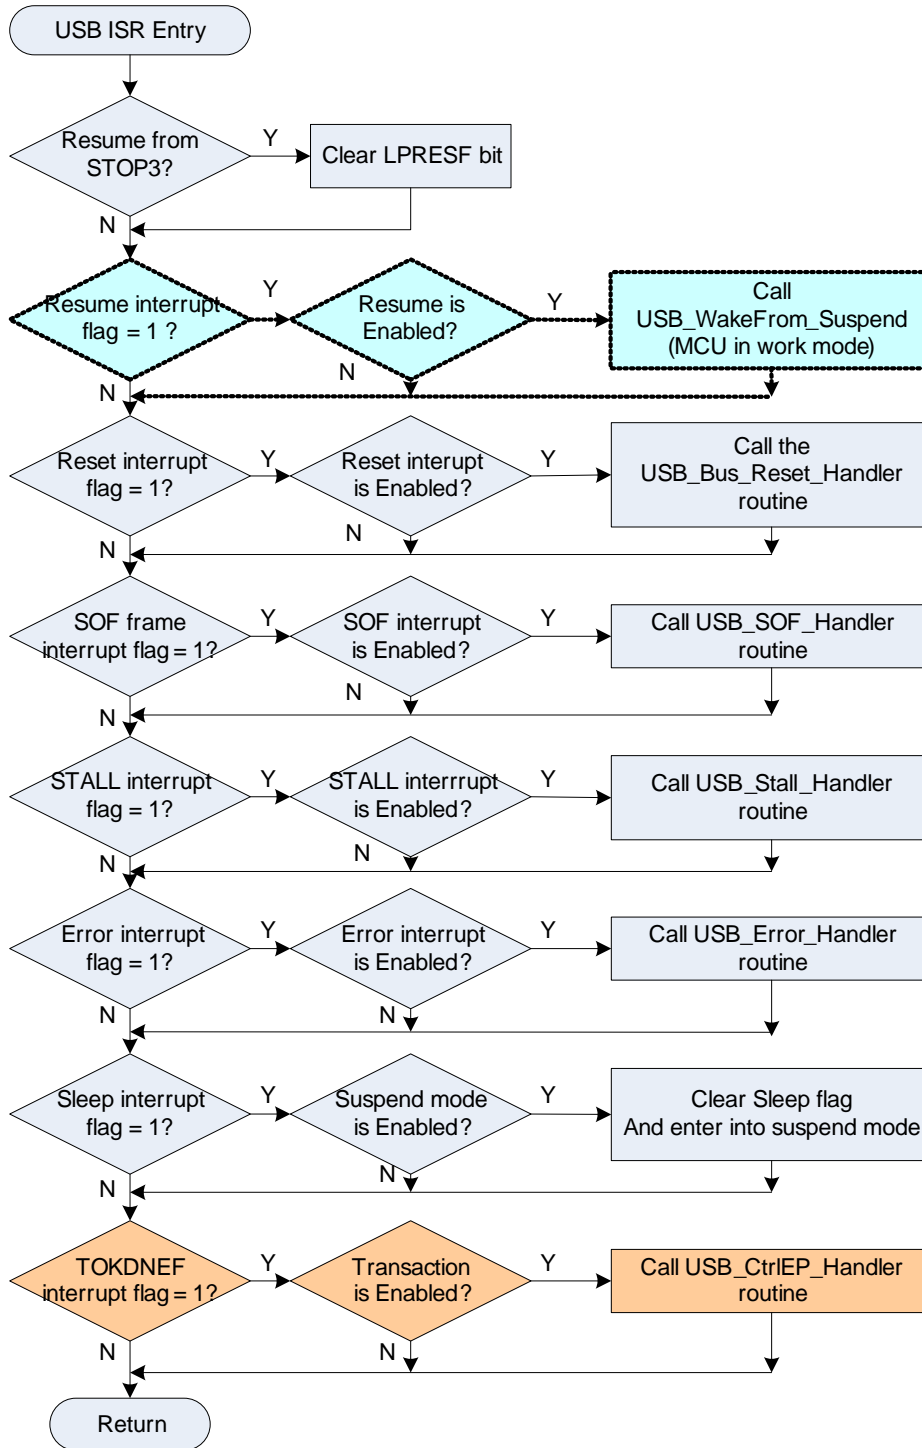 USB ISR Entry
Resume from
STOP3?
Y
Clear LPRESF bit
N
Resume interrupt
flag = 1 ?
Y
Resume is
Enabled?
Y
Call
USB_WakeFrom_Suspend
(MCU in work mode)
N
N
Reset interrupt
flag = 1?
Y
Reset interupt
is Enabled?
Y
Call the
USB_Bus_Reset_Handler
routine
N
N
SOF frame
interrupt flag = 1?
Y
SOF interrupt
is Enabled?
Y
Call USB_SOF_Handler
routine
N
N
STALL interrupt
flag = 1?
Y
STALL interrrupt
is Enabled?
Y
Call USB_Stall_Handler
routine
N
N
Error interrupt
flag = 1?
Y
Error interrupt
is Enabled?
Y
Call USB_Error_Handler
routine
N
N
Sleep interrupt
flag = 1?
Y
Suspend mode
is Enabled?
Y
Clear Sleep flag
And enter into suspend mode
N
N
TOKDNEF
interrupt flag = 1?
Y
Transaction
is Enabled?
Y
Call USB_CtrlEP_Handler
routine
N
N
Return